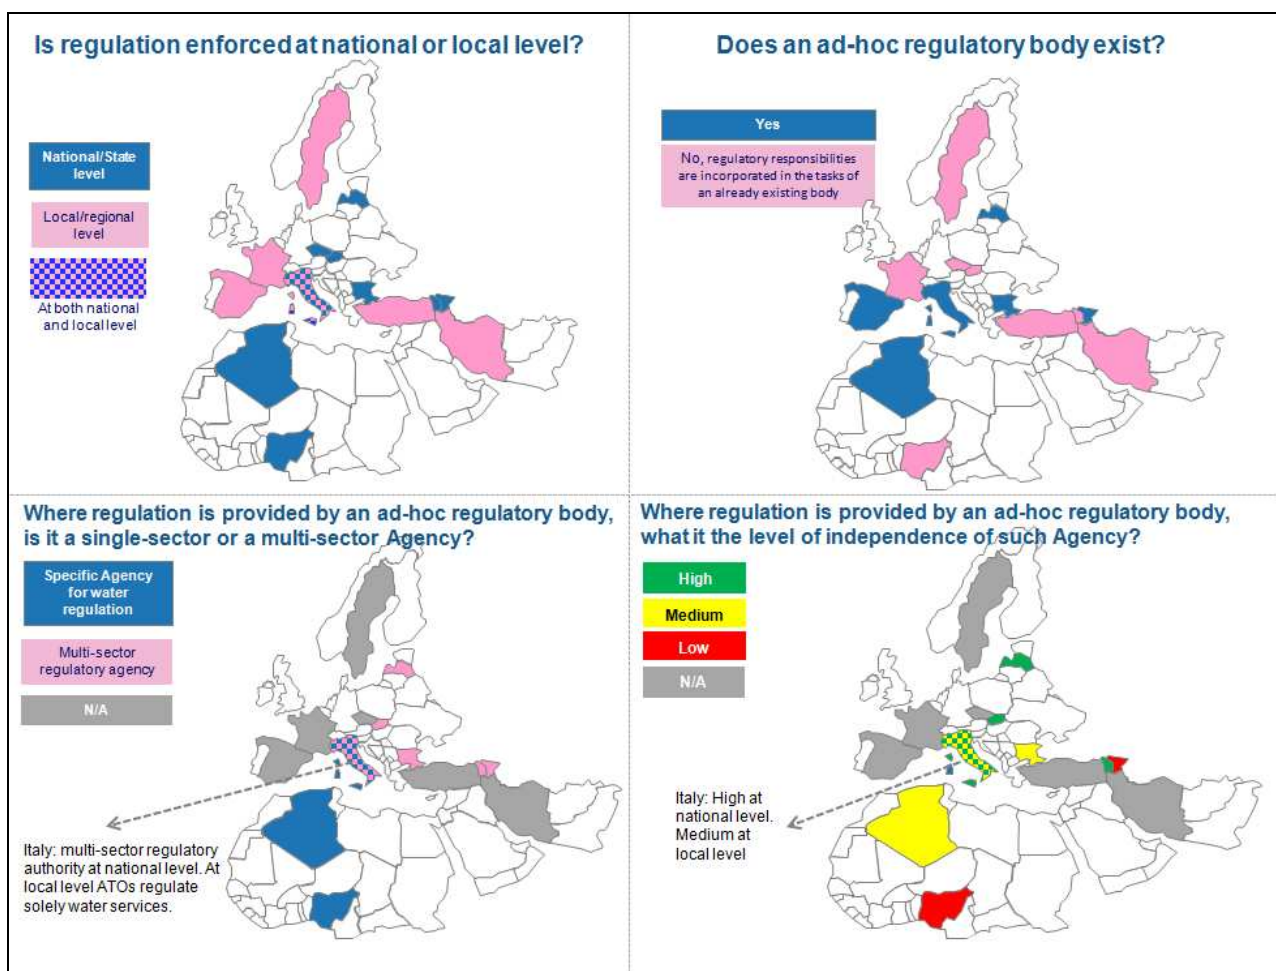 Is regulation enforced at national or local level?
National/State
level
Local/regional
level
At both national
and local level
Does an ad-hoc regulatory body exist?
Yes
No, regulatory responsibilities
are incorporated in the tasks of
an already existing body
Where regulation is provided by an ad-hoc regulatory body,
is it a single-sector or a multi-sector Agency?
Specific Agency
for water
regulation
Multi-sector
regulatory agency
N/A
Italy: multi-sector regulatory
authority at national level. At
local level ATOs regulate
solely water services.
Where regulation is provided by an ad-hoc regulatory body,
what it the level of independence of such Agency?
High
Medium
Low
N/A
Italy: High at
national level.
Medium at
local level